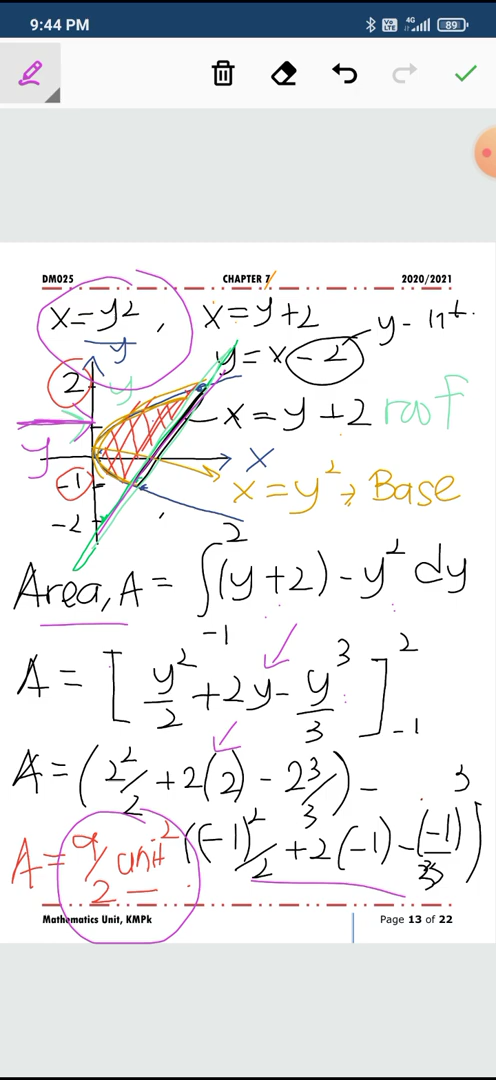 9:44 PM 4G 89
DM025 CHAPTER 7 2020/2021
x=y2, x=y+2 y-int.
y y=x-2
2 y
-x=y+2 roof
y x
-1 x=y², Base
-2
Area, A = ∫(y+2)-y² dy
2
-1
A = [y²/2+2y-y³/3]²₋₁
A=(2²/2+2(2)-2³/3)-
((-1)²/2+2(-1)-(-1)³/3)
A=9/2 unit²
Mathematics Unit, KMPk Page 13 of 22